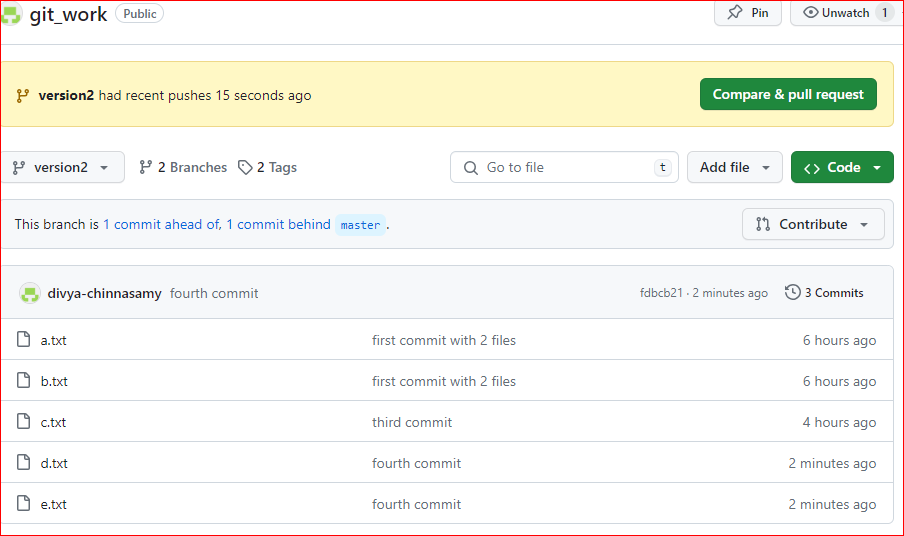 git_work Public Pin Unwatch 1
version2 had recent pushes 15 seconds ago Compare & pull request
version2 2 Branches 2 Tags Go to file t Add file <> Code
This branch is 1 commit ahead of, 1 commit behind master .
Contribute
divya-chinnasamy fourth commit fdbcb21 · 2 minutes ago 3 Commits
a.txt first commit with 2 files 6 hours ago
b.txt first commit with 2 files 6 hours ago
c.txt third commit 4 hours ago
d.txt fourth commit 2 minutes ago
e.txt fourth commit 2 minutes ago